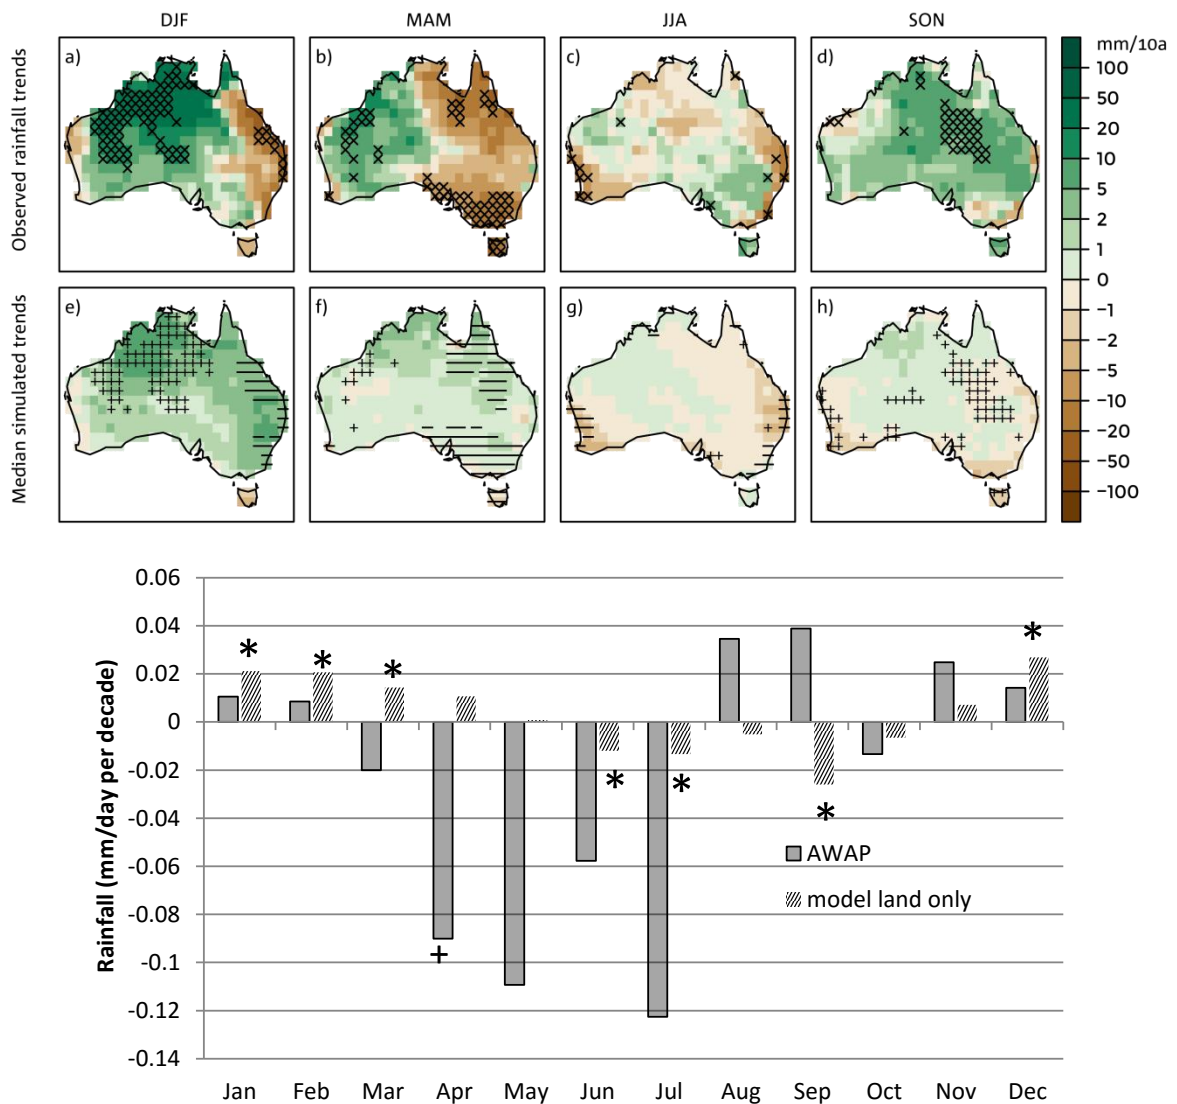 DJF MAM JJA SON
Observed rainfall trends
a) b) c) d)
Median simulated trends
e) f) g) h)
mm/10a
100
50
20
10
5
2
1
0
−1
−2
−5
−10
−20
−50
−100
Rainfall (mm/day per decade)
0.06
0.04
0.02
0
-0.02
-0.04
-0.06
-0.08
-0.1
-0.12
-0.14
* * * * * * *
+
AWAP
model land only
Jan Feb Mar Apr May Jun Jul Aug Sep Oct Nov Dec